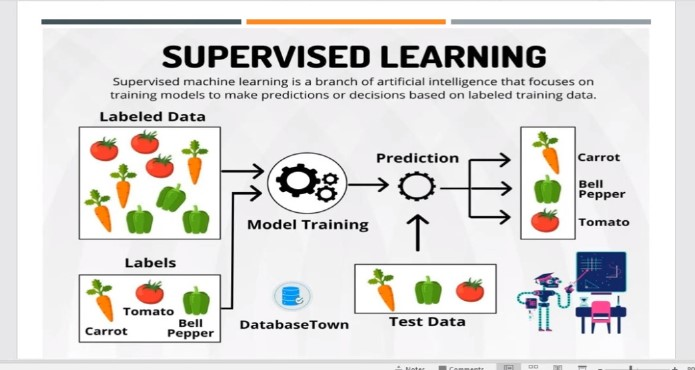 SUPERVISED LEARNING
Supervised machine learning is a branch of artificial intelligence that focuses on
training models to make predictions or decisions based on labeled training data.
Labeled Data
Prediction
Carrot
Bell
Pepper
Tomato
Model Training
Labels
Carrot
Tomato
Bell
Pepper
DatabaseTown
Test Data
Notes
Comments